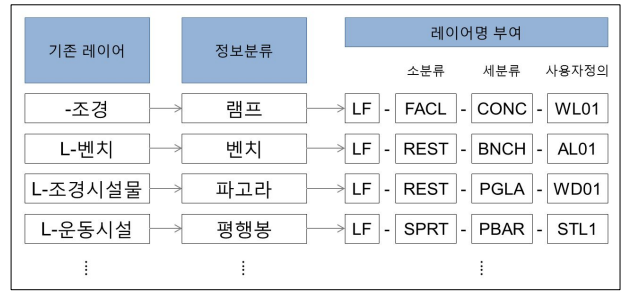 기존 레이어 정보분류 레이어명 부여
소분류 세분류 사용자정의
-조경 램프 LF - FACL - CONC - WL01
L-벤치 벤치 LF - REST - BNCH - AL01
L-조경시설물 파고라 LF - REST - PGLA - WD01
L-운동시설 평행봉 LF - SPRT - PBAR - STL1
⋮ ⋮ ⋮